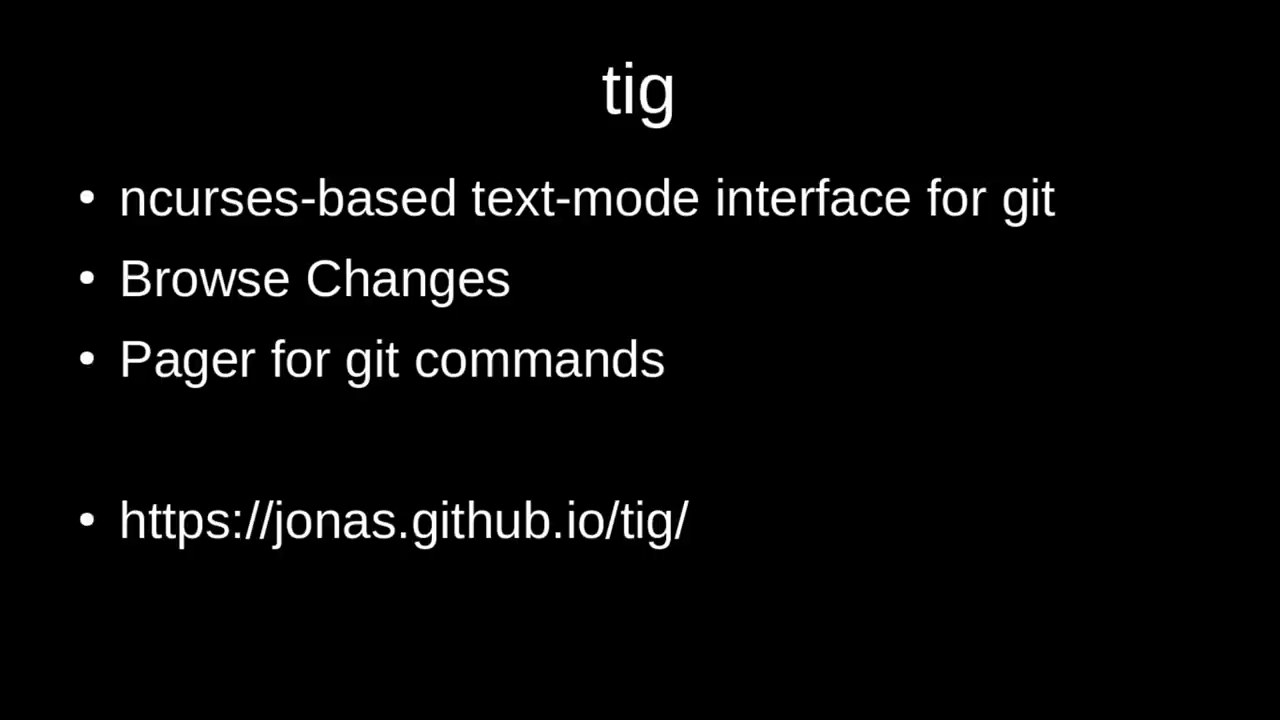 tig
• ncurses-based text-mode interface for git
• Browse Changes
• Pager for git commands
• https://jonas.github.io/tig/